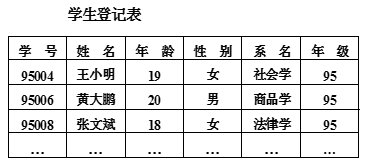 学生登记表
学 号 姓 名 年 龄 性 别 系 名 年 级
95004 王小明 19 女 社会学 95
95006 黄大鹏 20 男 商品学 95
95008 张文斌 18 女 法律学 95
… … … … … …